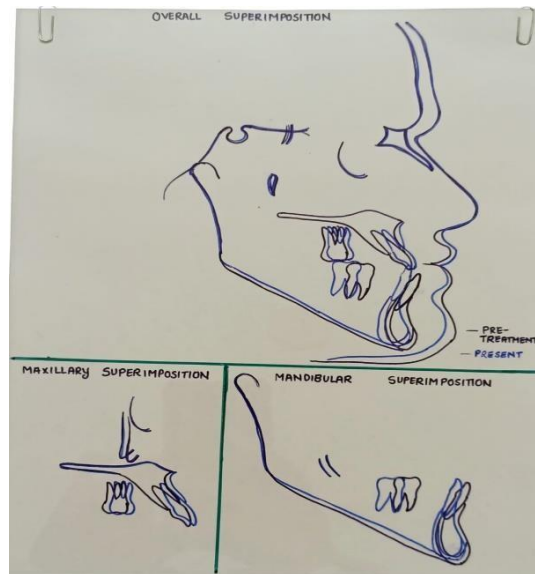 OVERALL SUPERIMPOSITION
— PRE-
TREATMENT
— PRESENT
MAXILLARY SUPERIMPOSITION
MANDIBULAR SUPERIMPOSITION